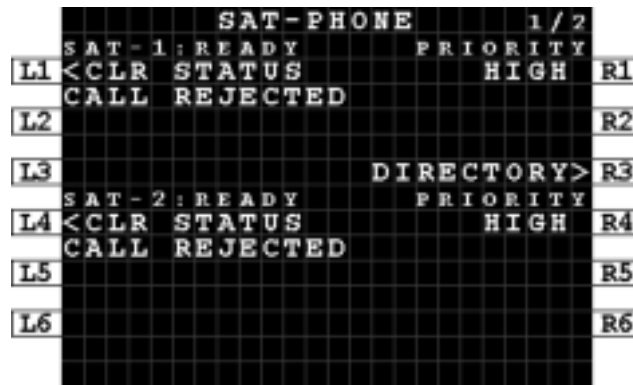 SAT-PHONE 1/2
SAT-1:READY PRIORITY
L1 <CLR STATUS HIGH R1
CALL REJECTED
L2 R2
L3 DIRECTORY> R3
SAT-2:READY PRIORITY
L4 <CLR STATUS HIGH R4
CALL REJECTED
L5 R5
L6 R6